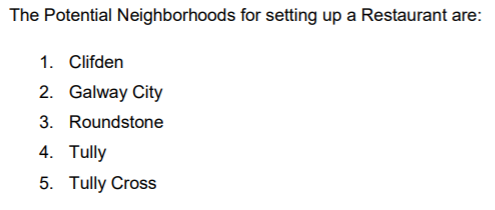 The Potential Neighborhoods for setting up a Restaurant are:
1. Clifden
2. Galway City
3. Roundstone
4. Tully
5. Tully Cross